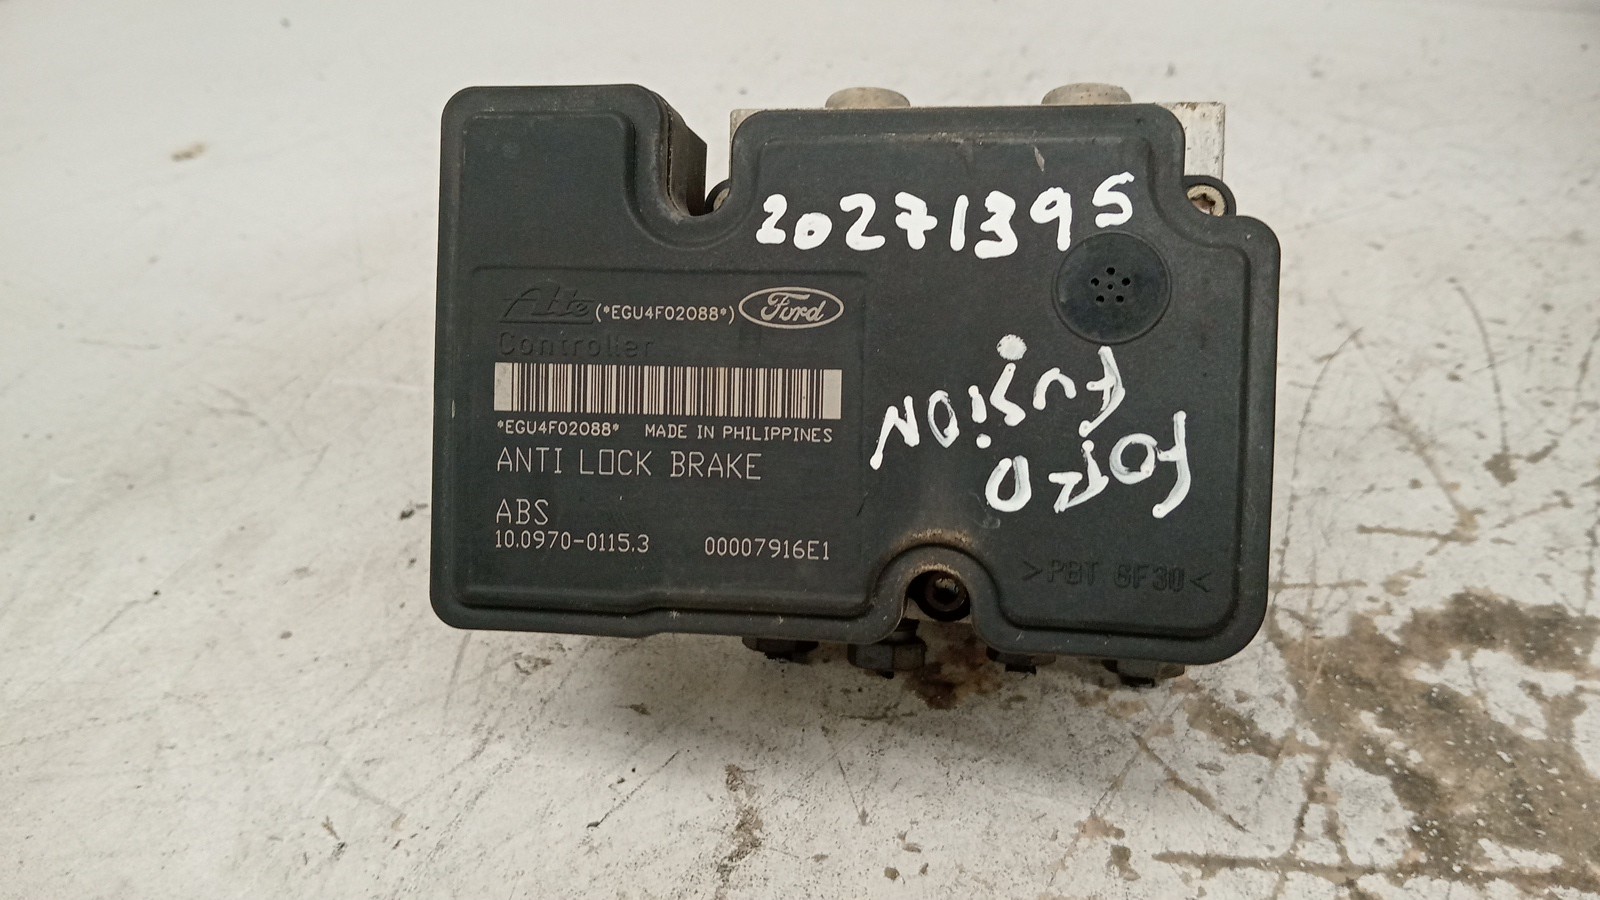 20271395
Ate (*EGU4F02088*) Ford
Controller
*EGU4F02088* MADE IN PHILIPPINES
ANTI LOCK BRAKE
ABS
10.0970-0115.3 00007916E1
FORD
FUSION
>PBT GF30<